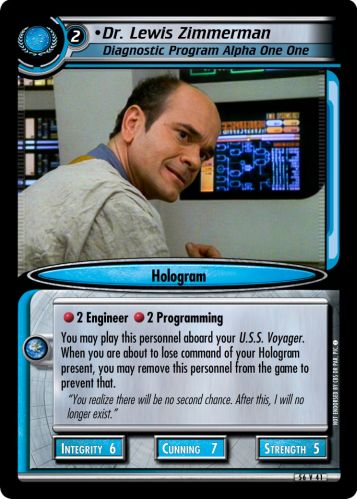 2
•Dr. Lewis Zimmerman
Diagnostic Program Alpha One One
Hologram
2 Engineer 2 Programming
You may play this personnel aboard your U.S.S. Voyager.
When you are about to lose command of your Hologram
present, you may remove this personnel from the game to
prevent that.
"You realize there will be no second chance. After this, I will no
longer exist."
INTEGRITY 6
CUNNING 7
STRENGTH 5
56 V 41